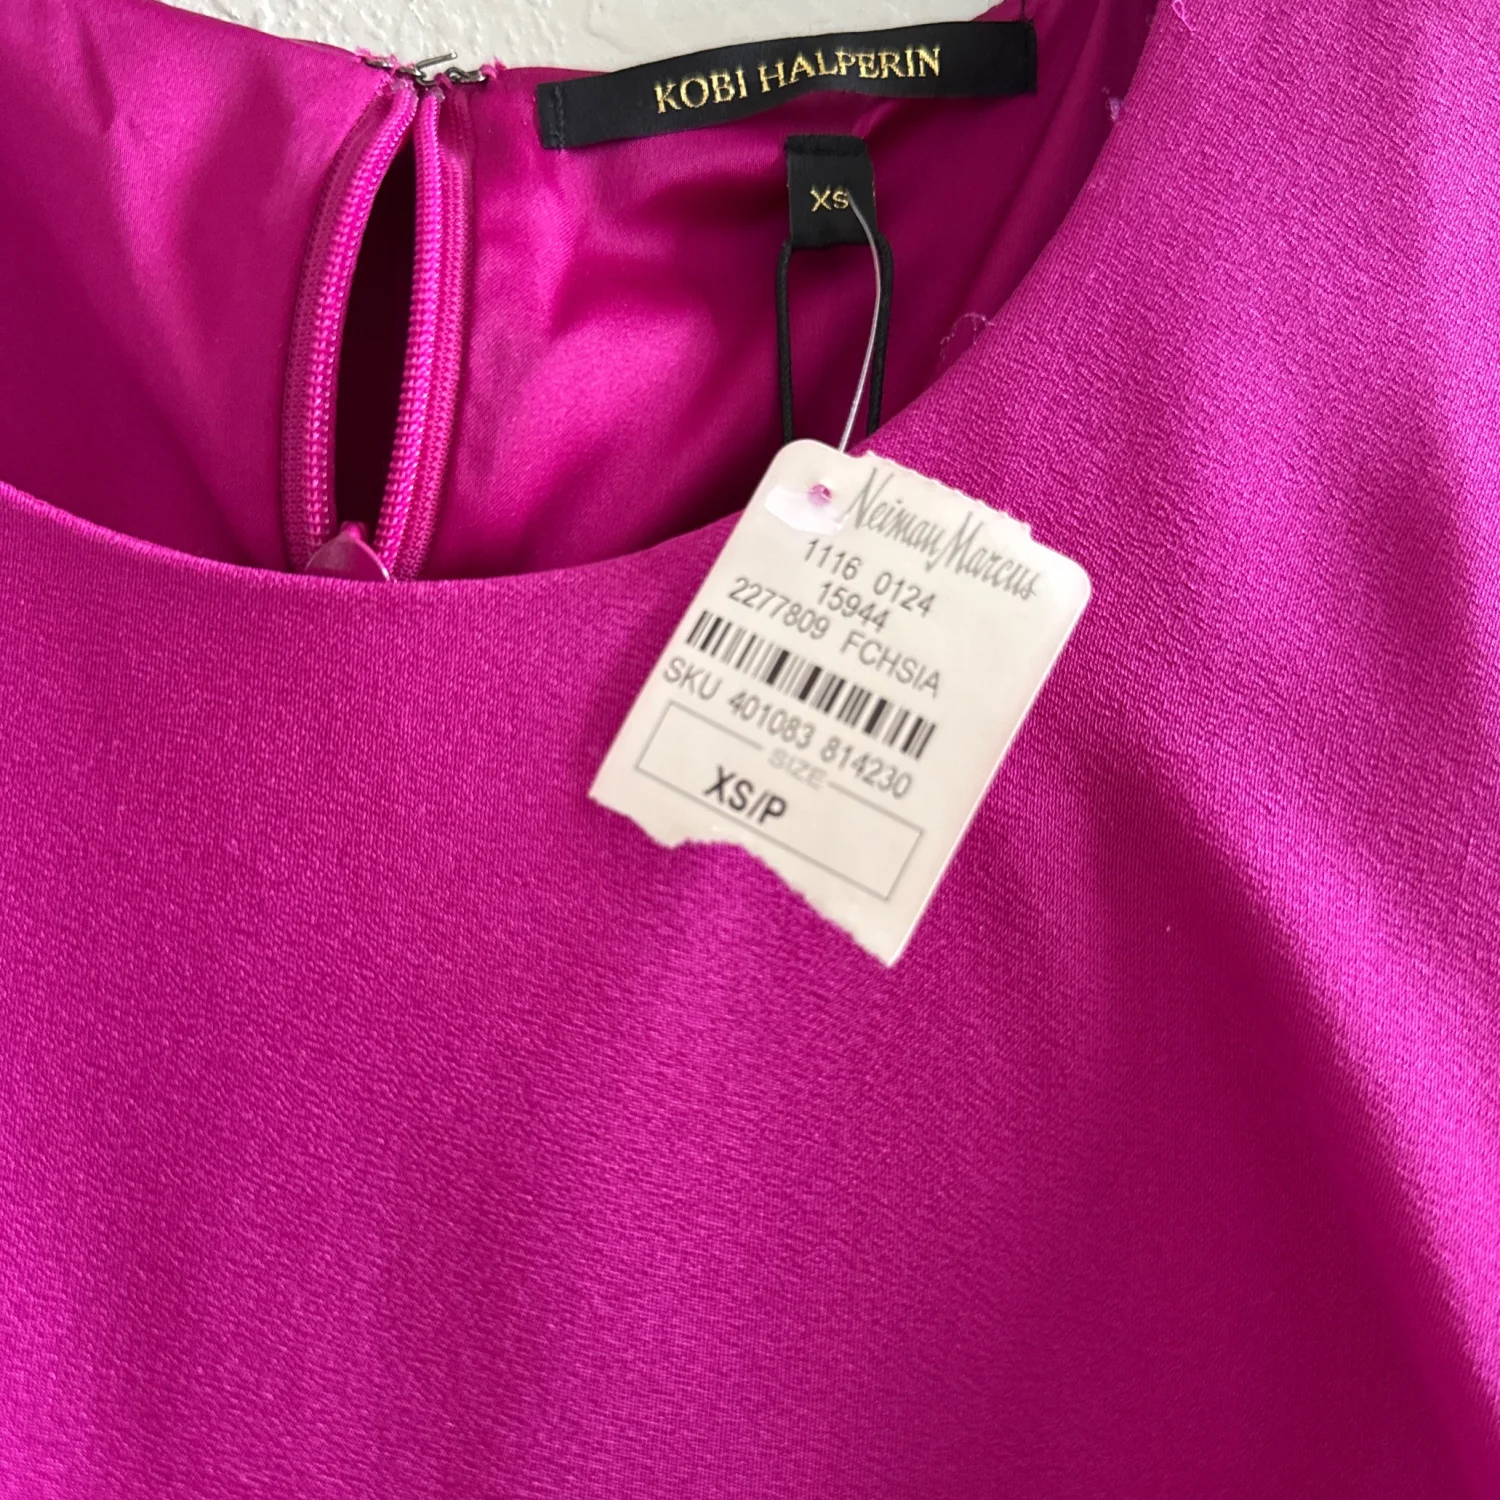 KOBI HALPERIN
XS
Neiman Marcus
1116 0124
15944
2277809 FCHSIA
SKU 401083 814230
SIZE
XS/P